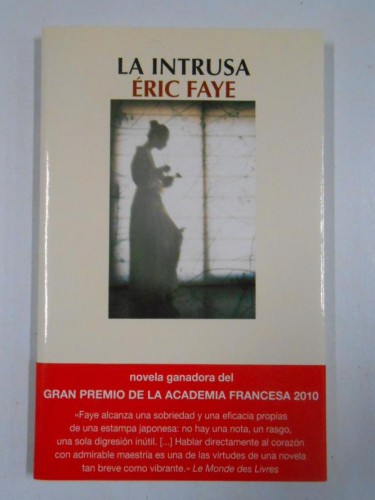 LA INTRUSA
ÉRIC FAYE
novela ganadora del
GRAN PREMIO DE LA ACADEMIA FRANCESA 2010
«Faye alcanza una sobriedad y una eficacia propias
de una estampa japonesa: no hay una nota, un rasgo,
una sola digresión inútil. [...] Hablar directamente al corazón
con admirable maestría es una de las virtudes de una novela
tan breve como vibrante.» Le Monde des Livres